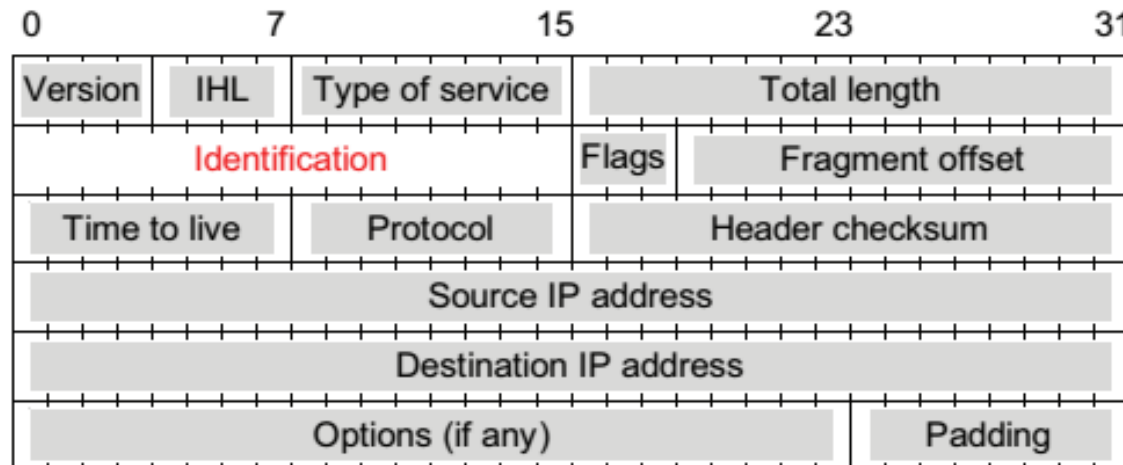 0 7 15 23 31
Version IHL Type of service Total length
Identification Flags Fragment offset
Time to live Protocol Header checksum
Source IP address
Destination IP address
Options (if any) Padding